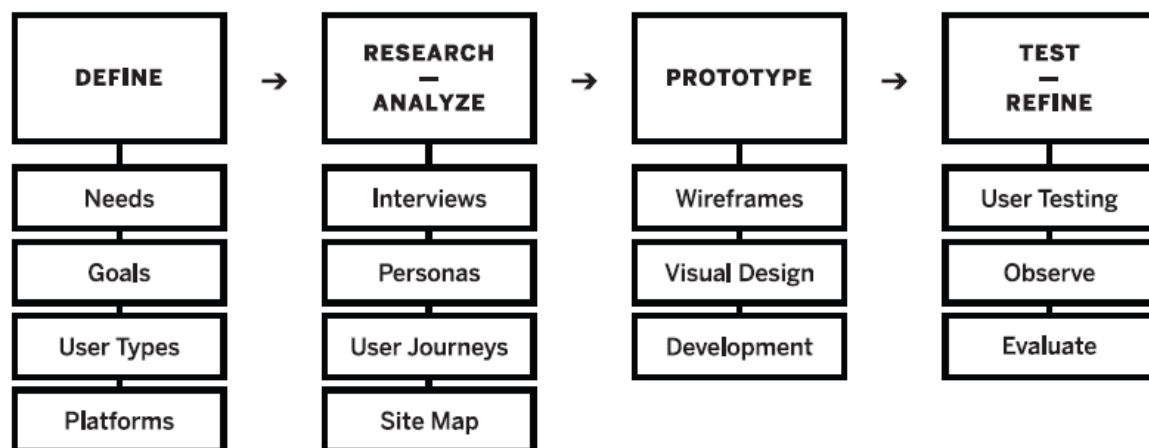 DEFINE
→
RESEARCH
—
ANALYZE
→
PROTOTYPE
→
TEST
—
REFINE
Needs
Goals
User Types
Platforms
Interviews
Personas
User Journeys
Site Map
Wireframes
Visual Design
Development
User Testing
Observe
Evaluate